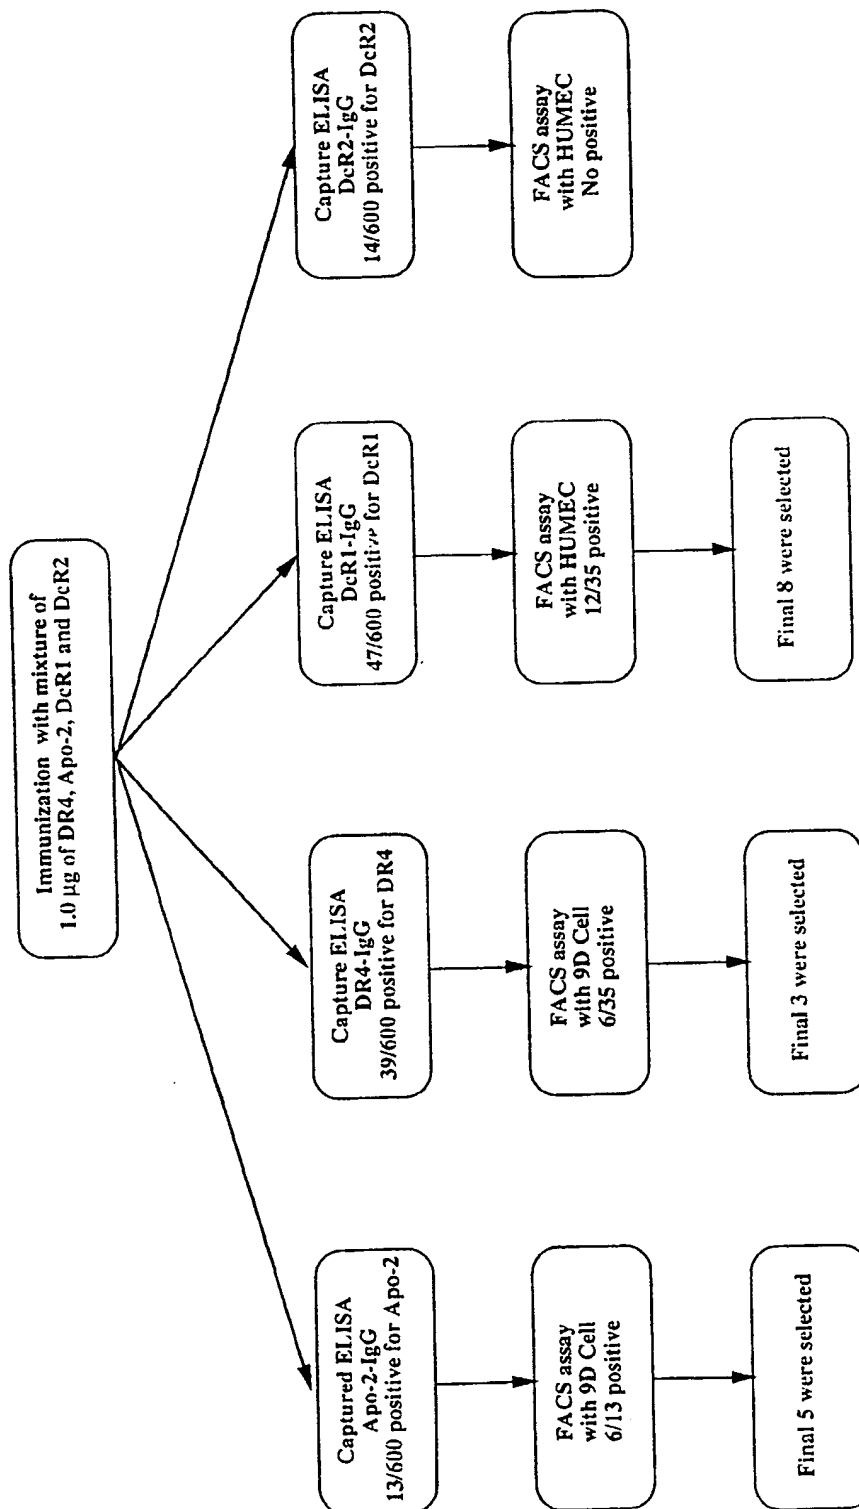 Immunization with mixture of
1.0 µg of DR4, Apo-2, DcR1 and DcR2
Captured ELISA
Apo-2-IgG
13/600 positive for Apo-2
Capture ELISA
DR4-IgG
39/600 positive for DR4
Capture ELISA
DcR1-IgG
47/600 positive for DcR1
Capture ELISA
DcR2-IgG
14/600 positive for DcR2
FACS assay
with 9D Cell
6/13 positive
FACS assay
with 9D Cell
6/35 positive
FACS assay
with HUMEC
12/35 positive
FACS assay
with HUMEC
No positive
Final 5 were selected
Final 3 were selected
Final 8 were selected